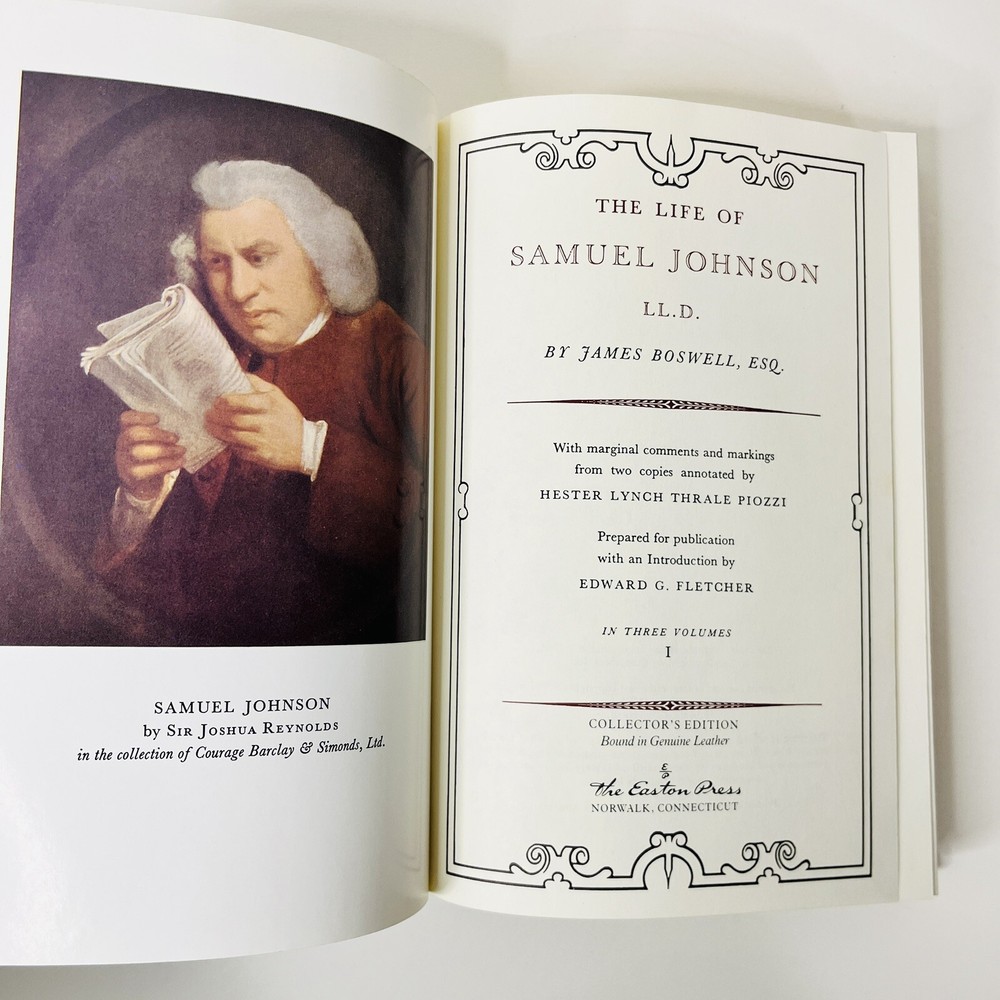 SAMUEL JOHNSON
by SIR JOSHUA REYNOLDS
in the collection of Courage Barclay & Simonds, Ltd.
THE LIFE OF
SAMUEL JOHNSON
LL.D.
BY JAMES BOSWELL, ESQ.
With marginal comments and markings
from two copies annotated by
HESTER LYNCH THRALE PIOZZI
Prepared for publication
with an Introduction by
EDWARD G. FLETCHER
IN THREE VOLUMES
I
COLLECTOR'S EDITION
Bound in Genuine Leather
The Easton Press
NORWALK, CONNECTICUT